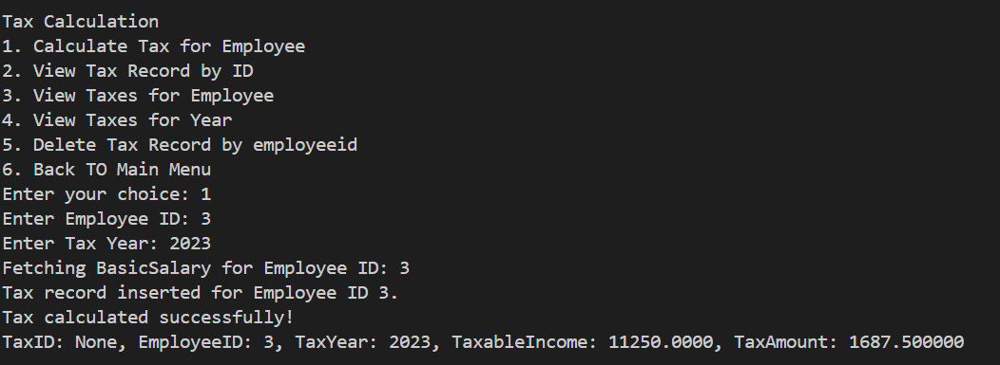 Tax Calculation
1. Calculate Tax for Employee
2. View Tax Record by ID
3. View Taxes for Employee
4. View Taxes for Year
5. Delete Tax Record by employeeid
6. Back TO Main Menu
Enter your choice: 1
Enter Employee ID: 3
Enter Tax Year: 2023
Fetching BasicSalary for Employee ID: 3
Tax record inserted for Employee ID 3.
Tax calculated successfully!
TaxID: None, EmployeeID: 3, TaxYear: 2023, TaxableIncome: 11250.0000, TaxAmount: 1687.500000